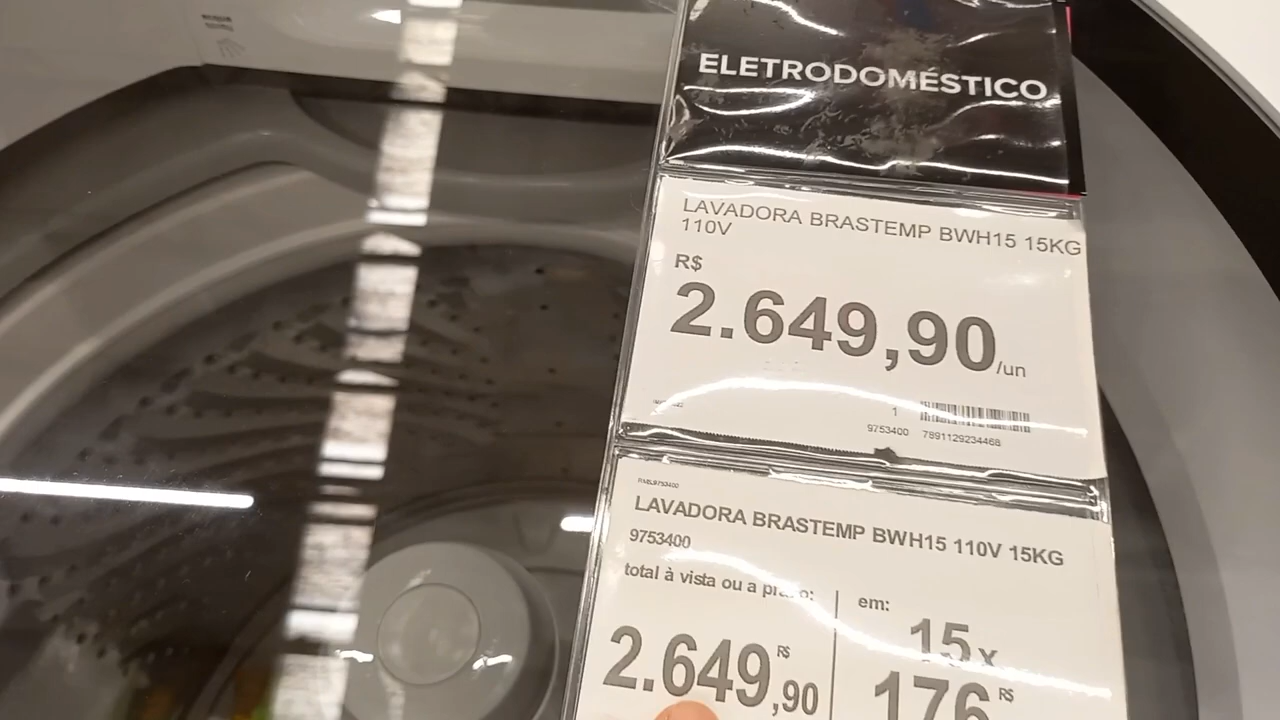 ELETRODOMÉSTICO
LAVADORA BRASTEMP BWH15 15KG
110V
R$
2.649,90/un
1
9753400 7891129234468
RMBL9753400
LAVADORA BRASTEMP BWH15 110V 15KG
9753400
total à vista ou a prazo:
em:
15x
R$
2.649,90
176 R$